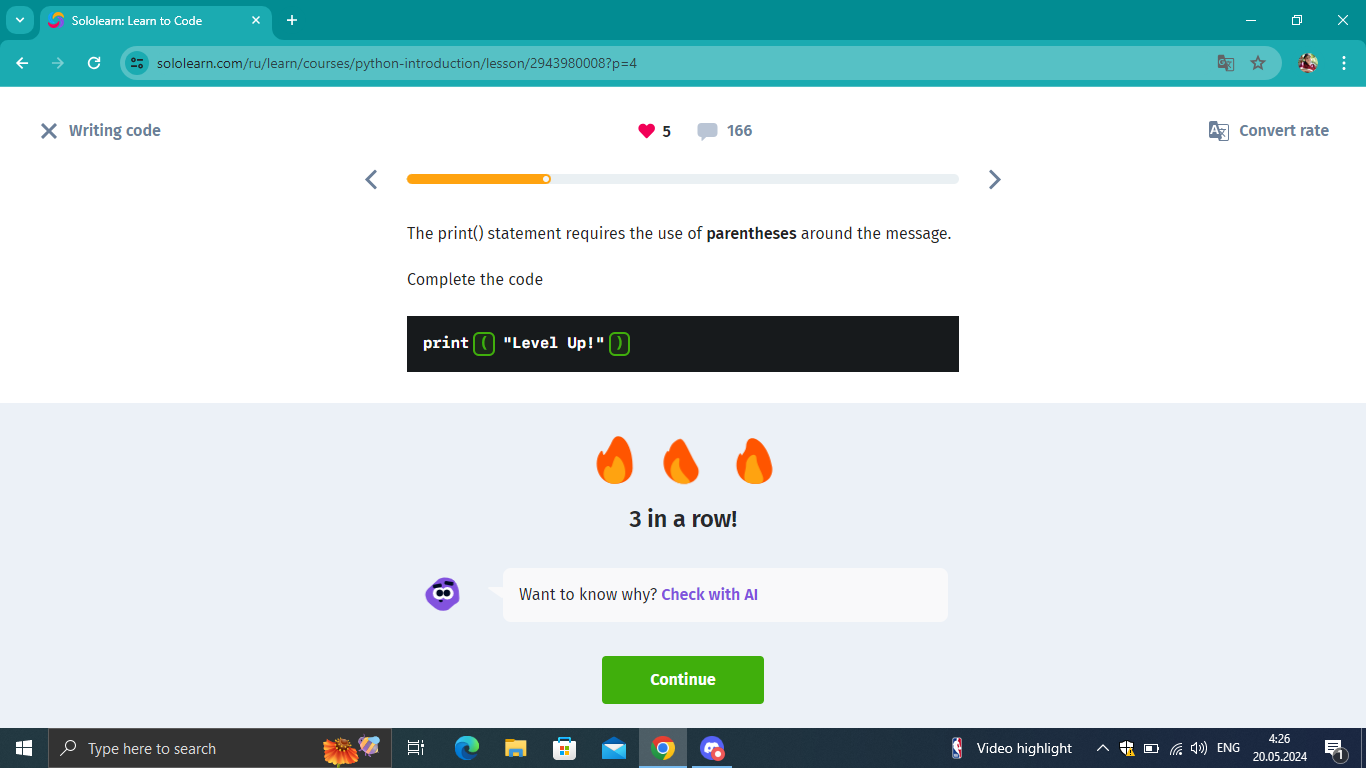 Sololearn: Learn to Code
sololearn.com/ru/learn/courses/python-introduction/lesson/2943980008?p=4
Writing code
5
166
Convert rate
The print() statement requires the use of parentheses around the message.
Complete the code
print ( "Level Up!" )
3 in a row!
Want to know why? Check with AI
Continue
Type here to search
Video highlight
ENG
4:26
20.05.2024
1